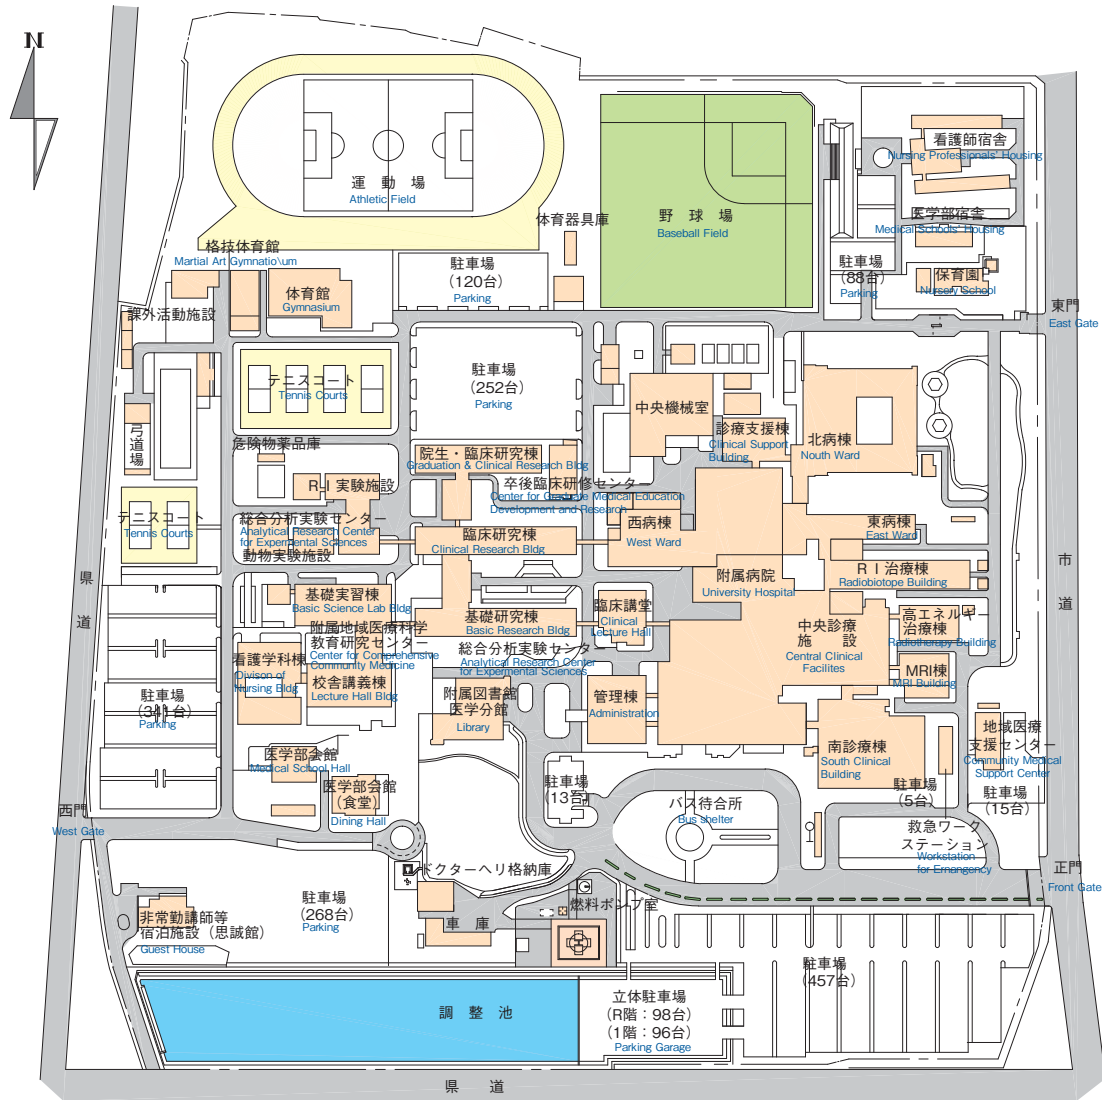 N
看護師宿舎
Nursing Professionals' Housing
運 動 場
Athletic Field
体育器具庫
野 球 場
Baseball Field
医学部宿舎
Medical Schools' Housing
格技体育館
Martial Art Gymnatio\um
駐車場
(120台)
Parking
駐車場
(88台)
Parking
保育園
Nursery School
体育館
Gymnasium
課外活動施設
東門
East Gate
駐車場
(252台)
Parking
テニスコート
Tennis Courts
中央機械室
弓道場
危険物薬品庫
院生・臨床研究棟
Graduation & Clinical Research Bldg
診療支援棟
Clinical Support
Building
北病棟
Nouth Ward
R-I 実験施設
卒後臨床研修センター
Center for Graduate Medical Education
Development and Research
テニスコート
Tennis Courts
総合分析実験センター
Analytical Research Center
for Expermental Sciences
動物実験施設
臨床研究棟
Clinical Research Bldg
西病棟
West Ward
東病棟
East Ward
県道
市道
附属病院
University Hospital
RI治療棟
Radiobiotope Building
基礎実習棟
Basic Science Lab Bldg
基礎研究棟
Basic Research Bldg
臨床講堂
Clinical
Lecture Hall
中央診療
施 設
Central Clinical
Facilites
高エネルギー
治療棟
Radiotherapy Building
附属地域医療科学
教育研究センター
Center for Comprehensive
Community Medicine
総合分析実験センター
Analytical Research Center
for Expermental Sciences
看護学科棟
Divison of
Nursing Bldg
校舎講義棟
Lecture Hall Bldg
MRI棟
MRI Building
駐車場
(341台)
Parking
附属図書館
医学分館
Library
管理棟
Administration
南診療棟
South Clinical
Building
地域医療
支援センター
Community Medical
Support Center
医学部会館
Medical School Hall
医学部会館
(食堂)
Dining Hall
駐車場
(13台)
駐車場
(5台)
駐車場
(15台)
バス待合所
Bus shelter
西門
West Gate
救急ワーク
ステーション
Workstation
for Ernangency
ドクターヘリ格納庫
正門
Front Gate
駐車場
(268台)
Parking
燃料ポンプ室
非常勤講師等
宿泊施設(思誠館)
Guest House
車 庫
駐車場
(457台)
調 整 池
立体駐車場
(R階:98台)
(1階:96台)
Parking Garage
県 道